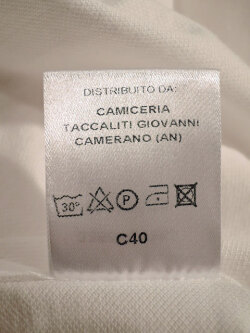 DISTRIBUITO DA:
CAMICERIA
TACCALITI GIOVANNI
CAMERANO (AN)
30° P
C40